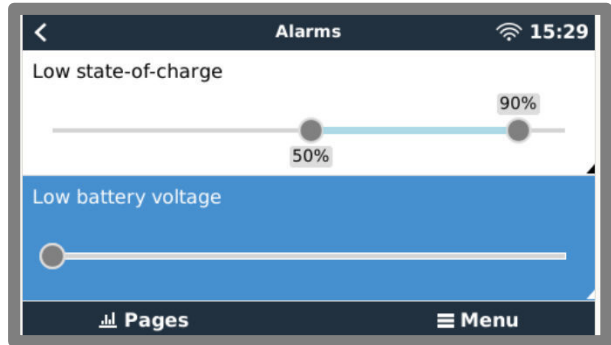 Alarms
15:29
Low state-of-charge
90%
50%
Low battery voltage
Pages
Menu